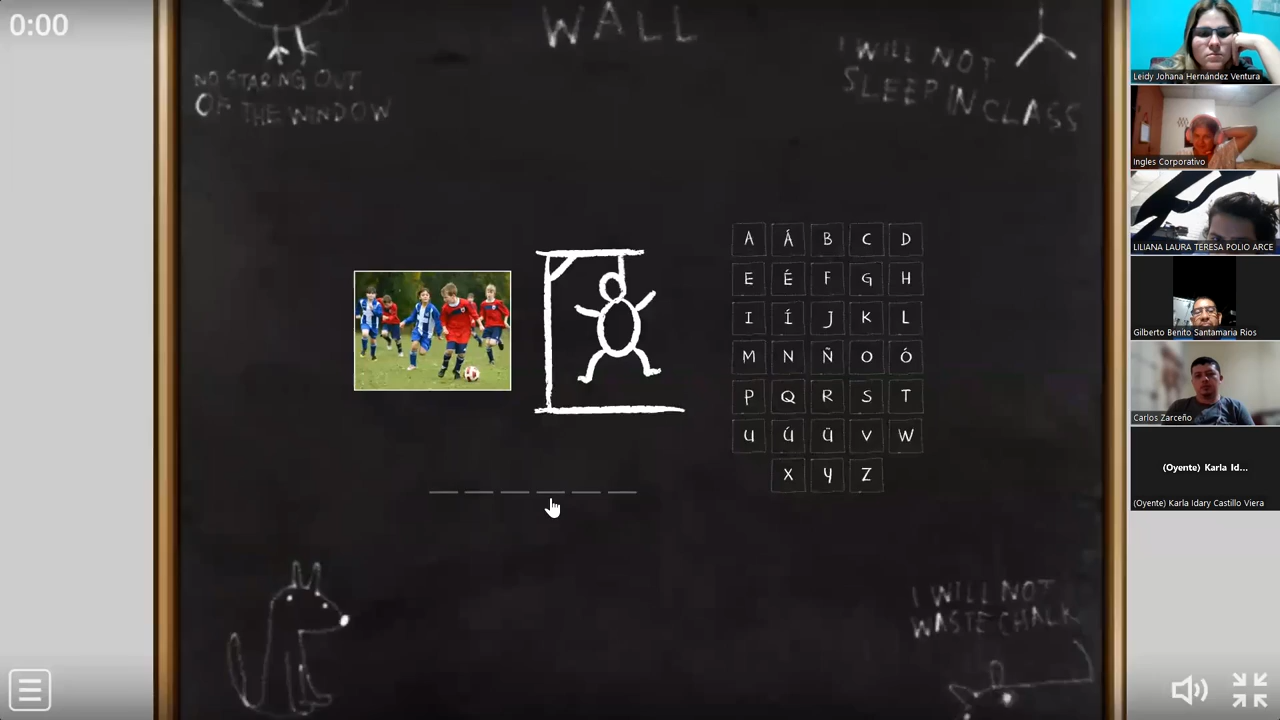 0:00
WALL
NO STARING OUT
OF THE WINDOW
I WILL NOT
SLEEP IN CLASS
A Á B C D
E É F G H
I Í J K L
M N Ñ O Ó
P Q R S T
U Ú Ü V W
X Y Z
I WILL NOT
WASTE CHALK
Leidy Johana Hernández Ventura
Ingles Corporativo
LILIANA LAURA TERESA POLIO ARCE
Gilberto Benito Santamaria Rios
Carlos Zarceño
(Oyente) Karla Id...
(Oyente) Karla Idary Castillo Viera